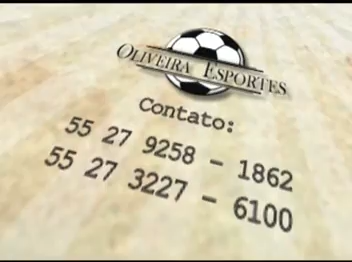 OLIVEIRA ESPORTES
Contato:
55 27 9258 - 1862
55 27 3227 - 6100